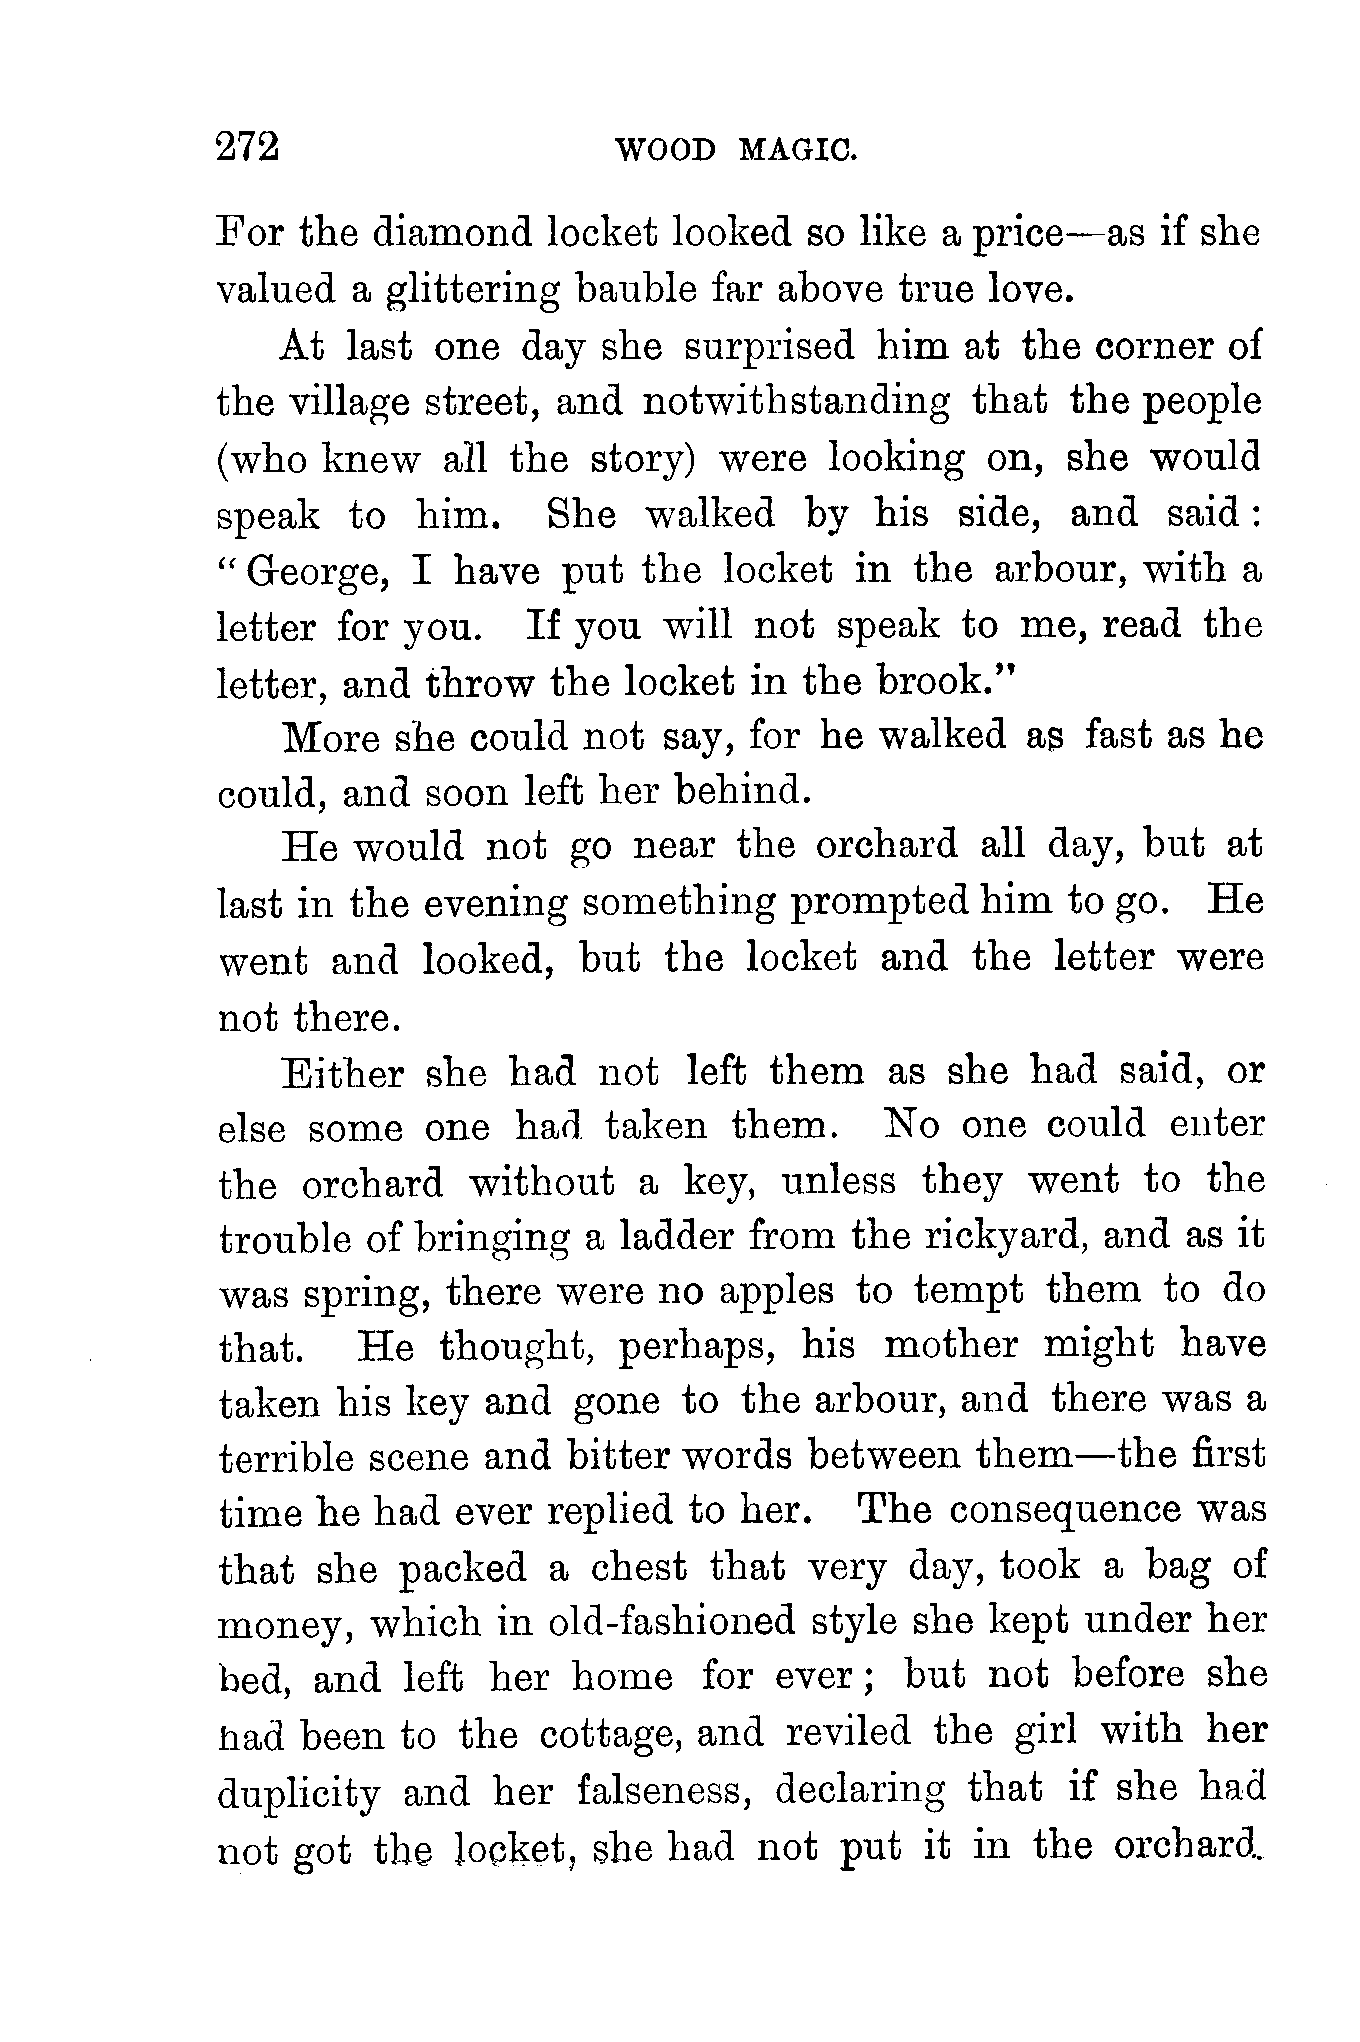 272 WOOD MAGIC.
For the diamond locket looked so like a price—as if she
valued a glittering bauble far above true love.
At last one day she surprised him at the corner of
the village street, and notwithstanding that the people
(who knew all the story) were looking on, she would
speak to him. She walked by his side, and said :
“ George, I have put the locket in the arbour, with a
letter for you. If you will not speak to me, read the
letter, and throw the locket in the brook.”
More she could not say, for he walked as fast as he
could, and soon left her behind.
He would not go near the orchard all day, but at
last in the evening something prompted him to go. He
went and looked, but the locket and the letter were
not there.
Either she had not left them as she had said, or
else some one had taken them. No one could enter
the orchard without a key, unless they went to the
trouble of bringing a ladder from the rickyard, and as it
was spring, there were no apples to tempt them to do
that. He thought, perhaps, his mother might have
taken his key and gone to the arbour, and there was a
terrible scene and bitter words between them—the first
time he had ever replied to her. The consequence was
that she packed a chest that very day, took a bag of
money, which in old-fashioned style she kept under her
bed, and left her home for ever ; but not before she
had been to the cottage, and reviled the girl with her
duplicity and her falseness, declaring that if she had
not got the locket, she had not put it in the orchard.